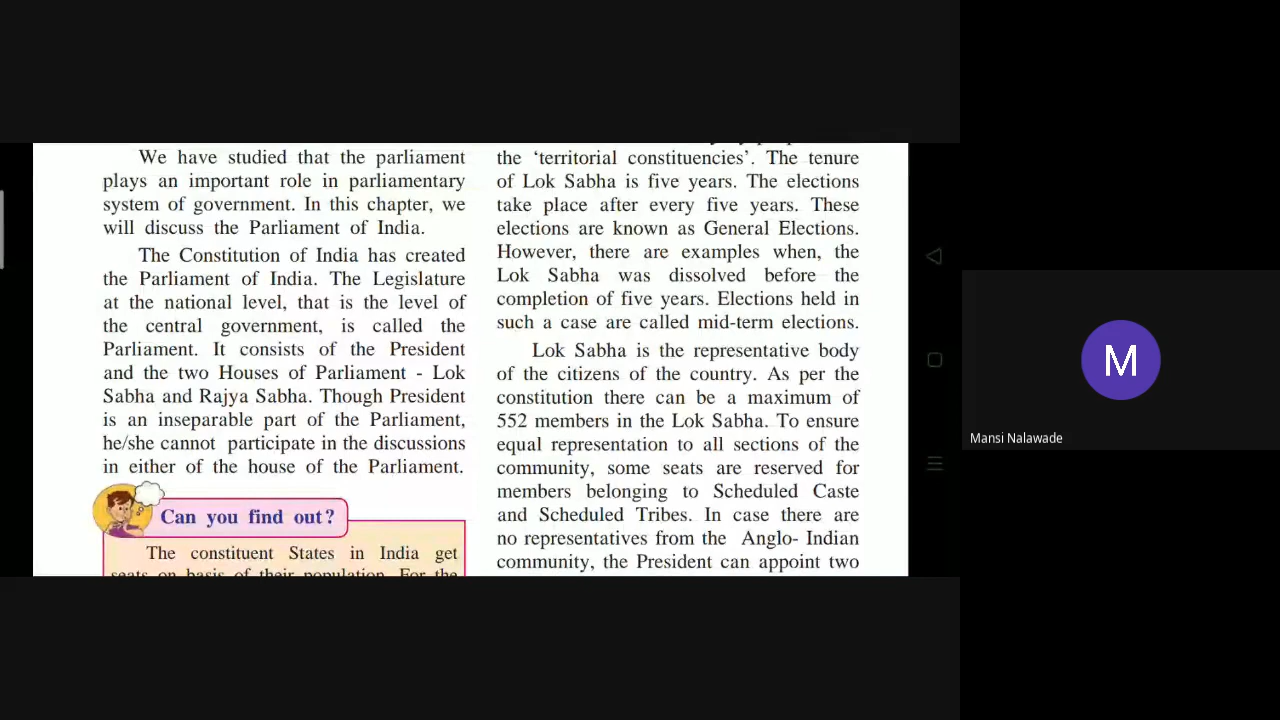 We have studied that the parliament
plays an important role in parliamentary
system of government. In this chapter, we
will discuss the Parliament of India.
The Constitution of India has created
the Parliament of India. The Legislature
at the national level, that is the level of
the central government, is called the
Parliament. It consists of the President
and the two Houses of Parliament - Lok
Sabha and Rajya Sabha. Though President
is an inseparable part of the Parliament,
he/she cannot participate in the discussions
in either of the house of the Parliament.
Can you find out?
The constituent States in India get
seats on basis of their population. For the
the ‘territorial constituencies’. The tenure
of Lok Sabha is five years. The elections
take place after every five years. These
elections are known as General Elections.
However, there are examples when, the
Lok Sabha was dissolved before the
completion of five years. Elections held in
such a case are called mid-term elections.
Lok Sabha is the representative body
of the citizens of the country. As per the
constitution there can be a maximum of
552 members in the Lok Sabha. To ensure
equal representation to all sections of the
community, some seats are reserved for
members belonging to Scheduled Caste
and Scheduled Tribes. In case there are
no representatives from the Anglo- Indian
community, the President can appoint two
M
Mansi Nalawade